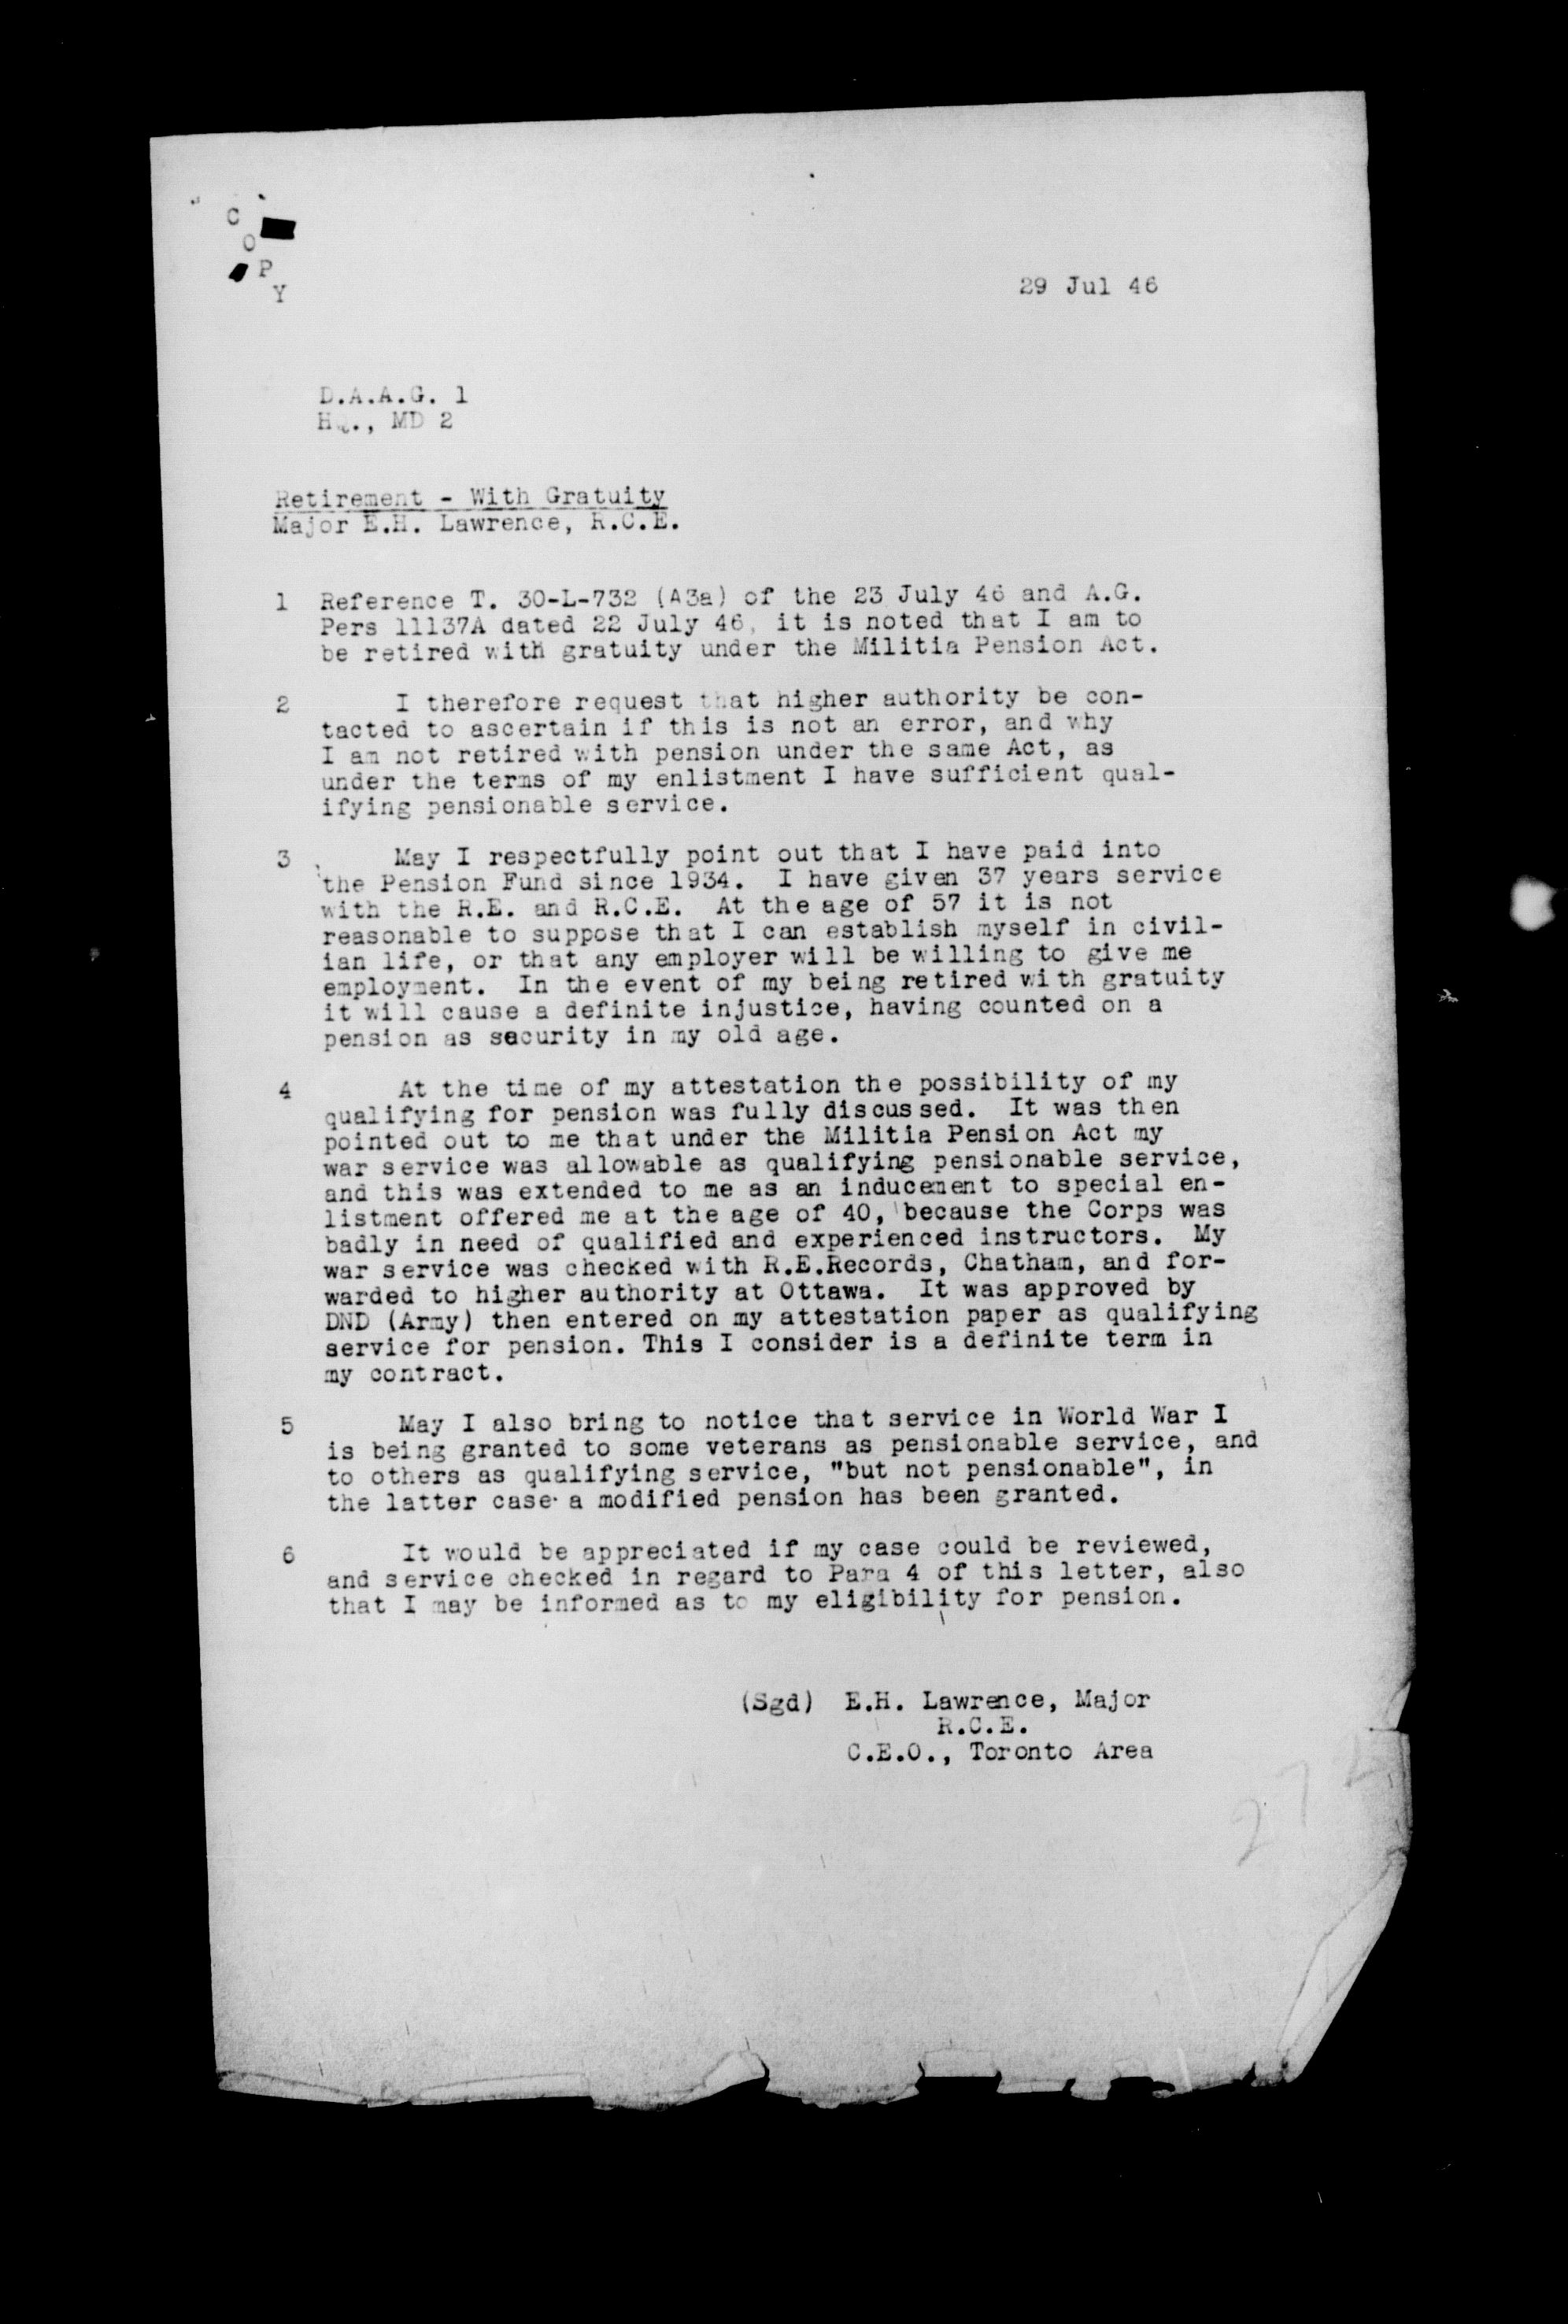 C
O
P
Y
29 Jul 46
D.A.A.G. 1
HQ., MD 2
Retirement - With Gratuity
Major E.H. Lawrence, R.C.E.
1 Reference T. 30-L-732 (A3a) of the 23 July 46 and A.G.
Pers 11137A dated 22 July 46, it is noted that I am to
be retired with gratuity under the Militia Pension Act.
2 I therefore request that higher authority be con-
tacted to ascertain if this is not an error, and why
I am not retired with pension under the same Act, as
under the terms of my enlistment I have sufficient qual-
ifying pensionable service.
3 May I respectfully point out that I have paid into
the Pension Fund since 1934. I have given 37 years service
with the R.E. and R.C.E. At the age of 57 it is not
reasonable to suppose that I can establish myself in civil-
ian life, or that any employer will be willing to give me
employment. In the event of my being retired with gratuity
it will cause a definite injustice, having counted on a
pension as security in my old age.
4 At the time of my attestation the possibility of my
qualifying for pension was fully discussed. It was then
pointed out to me that under the Militia Pension Act my
war service was allowable as qualifying pensionable service,
and this was extended to me as an inducement to special en-
listment offered me at the age of 40, because the Corps was
badly in need of qualified and experienced instructors. My
war service was checked with R.E.Records, Chatham, and for-
warded to higher authority at Ottawa. It was approved by
DND (Army) then entered on my attestation paper as qualifying
service for pension. This I consider is a definite term in
my contract.
5 May I also bring to notice that service in World War I
is being granted to some veterans as pensionable service, and
to others as qualifying service, "but not pensionable", in
the latter case a modified pension has been granted.
6 It would be appreciated if my case could be reviewed,
and service checked in regard to Para 4 of this letter, also
that I may be informed as to my eligibility for pension.
(Sgd) E.H. Lawrence, Major
R.C.E.
C.E.O., Toronto Area